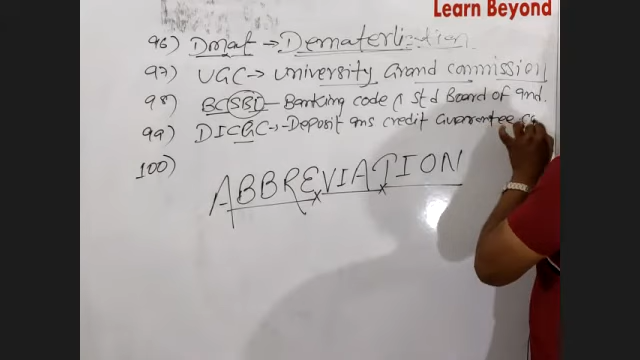 Learn Beyond
96) Dmat → Dematerlization
97) UGC → University Grand Commission
98) BCSBI — Banking code & Std Board of Ind.
99) DICGC → Deposit Ins credit Guarantee
100)
ABBREVIATION